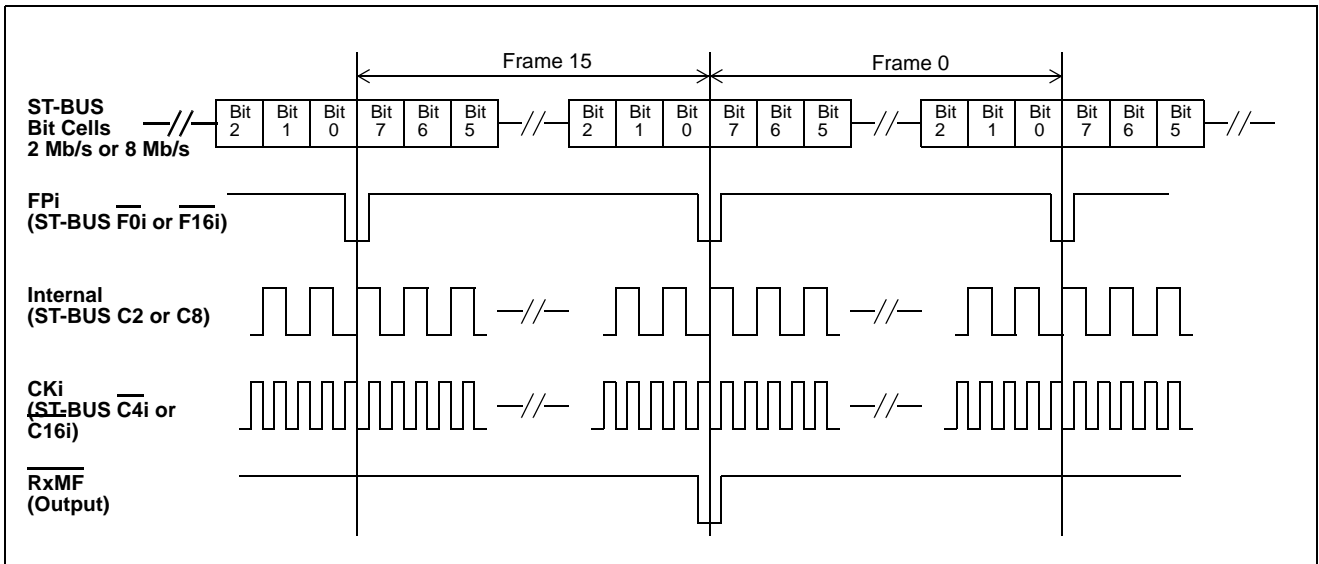 Frame 15 Frame 0
ST-BUS
Bit Cells
2 Mb/s or 8 Mb/s
Bit 2 Bit 1 Bit 0 Bit 7 Bit 6 Bit 5 Bit 2 Bit 1 Bit 0 Bit 7 Bit 6 Bit 5 Bit 2 Bit 1 Bit 0 Bit 7 Bit 6 Bit 5
FPi
(ST-BUS F0i or F16i)
Internal
(ST-BUS C2 or C8)
CKi
(ST-BUS C4i or
C16i)
RxMF
(Output)